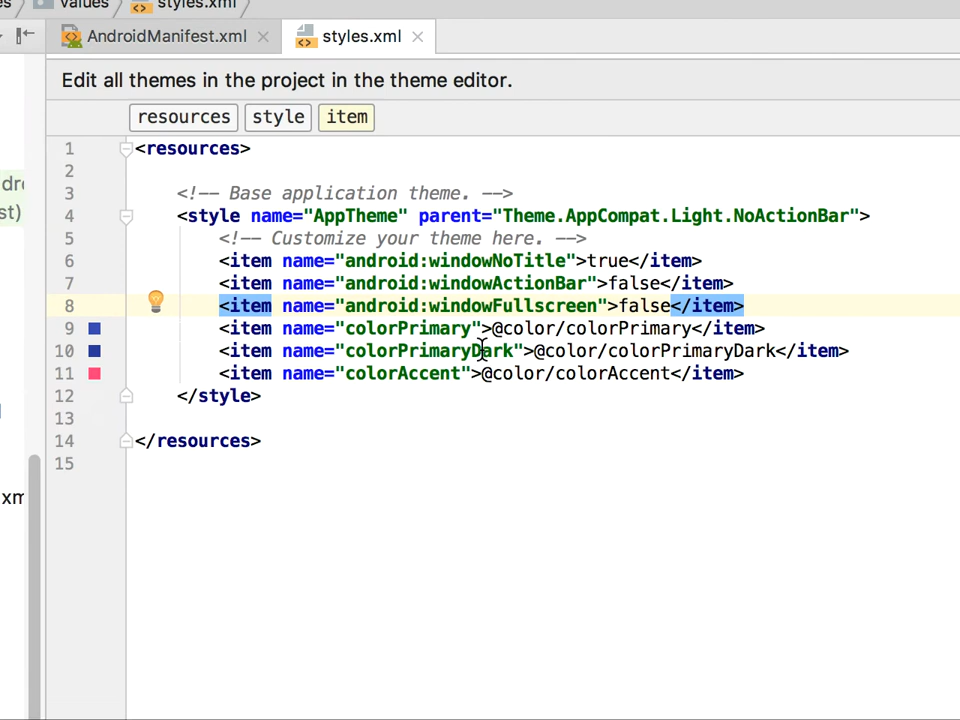 values
styles.xml
AndroidManifest.xml
styles.xml
Edit all themes in the project in the theme editor.
resources
style
item
1 <resources>
2
3 <!-- Base application theme. -->
4 <style name="AppTheme" parent="Theme.AppCompat.Light.NoActionBar">
5 <!-- Customize your theme here. -->
6 <item name="android:windowNoTitle">true</item>
7 <item name="android:windowActionBar">false</item>
8 <item name="android:windowFullscreen">false</item>
9 <item name="colorPrimary">@color/colorPrimary</item>
10 <item name="colorPrimaryDark">@color/colorPrimaryDark</item>
11 <item name="colorAccent">@color/colorAccent</item>
12 </style>
13
14 </resources>
15